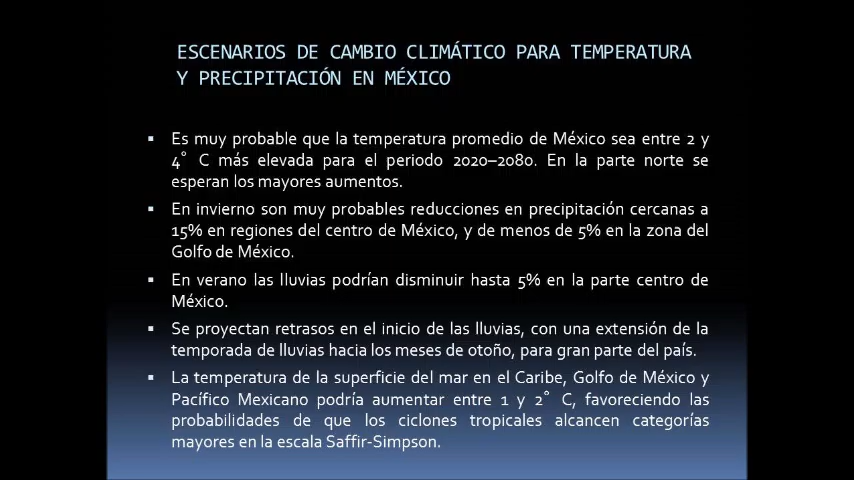 ESCENARIOS DE CAMBIO CLIMÁTICO PARA TEMPERATURA
Y PRECIPITACIÓN EN MÉXICO
▪ Es muy probable que la temperatura promedio de México sea entre 2 y
4° C más elevada para el periodo 2020–2080. En la parte norte se
esperan los mayores aumentos.
▪ En invierno son muy probables reducciones en precipitación cercanas a
15% en regiones del centro de México, y de menos de 5% en la zona del
Golfo de México.
▪ En verano las lluvias podrían disminuir hasta 5% en la parte centro de
México.
▪ Se proyectan retrasos en el inicio de las lluvias, con una extensión de la
temporada de lluvias hacia los meses de otoño, para gran parte del país.
▪ La temperatura de la superficie del mar en el Caribe, Golfo de México y
Pacífico Mexicano podría aumentar entre 1 y 2° C, favoreciendo las
probabilidades de que los ciclones tropicales alcancen categorías
mayores en la escala Saffir-Simpson.